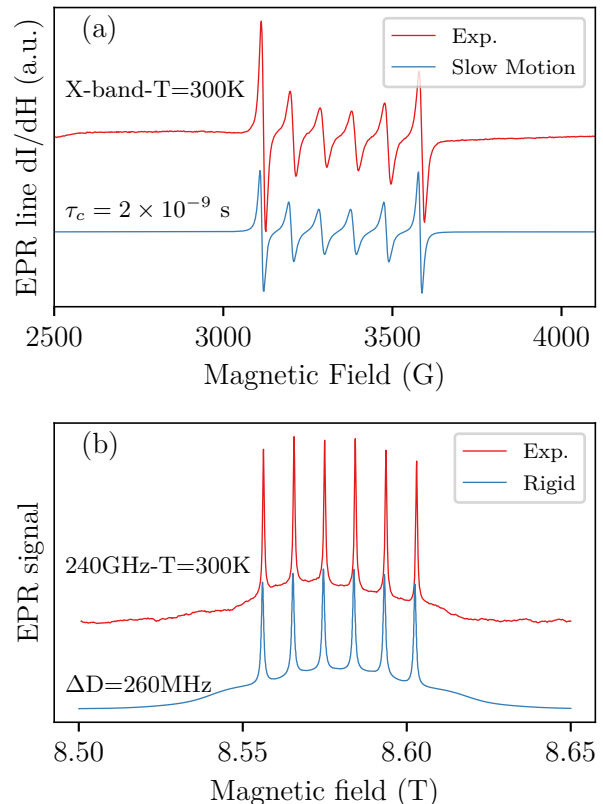 (a)
Exp.
Slow Motion
X-band-T=300K
τc = 2 × 10⁻⁹ s
EPR line dI/dH (a.u.)
2500 3000 3500 4000
Magnetic Field (G)
(b)
Exp.
Rigid
240GHz-T=300K
ΔD=260MHz
EPR signal
8.50 8.55 8.60 8.65
Magnetic field (T)